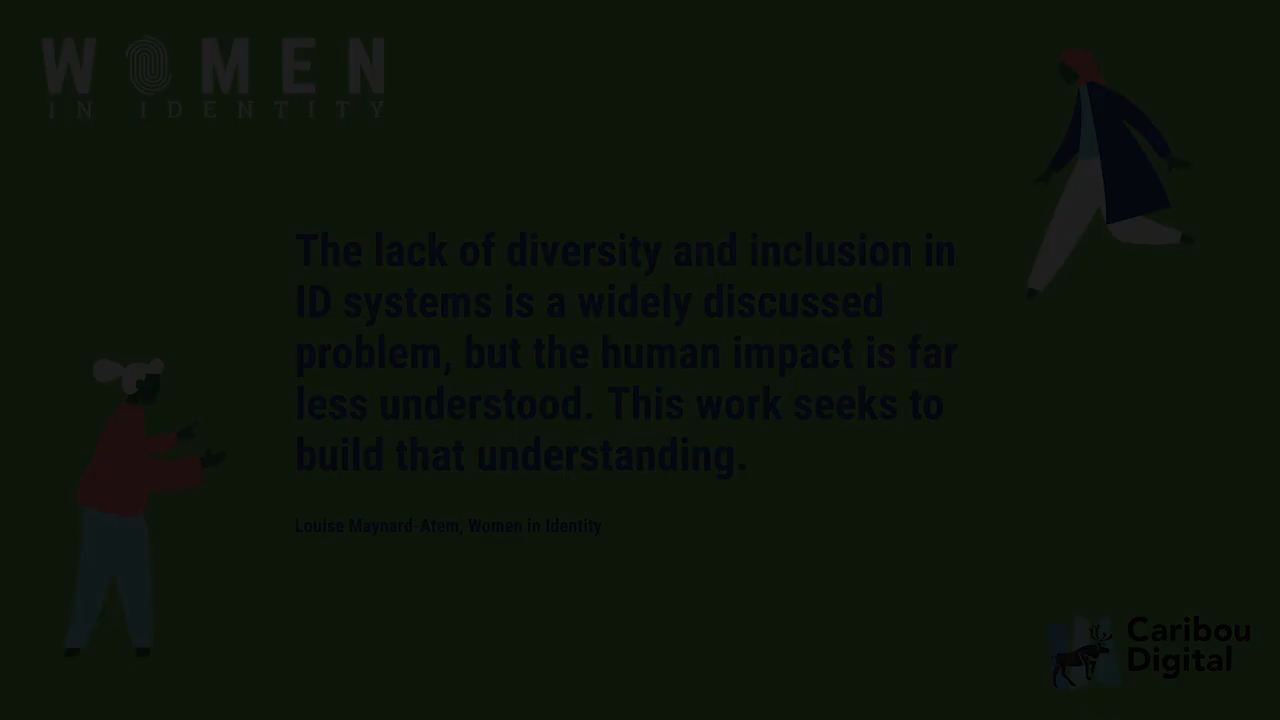 WOMEN
IN IDENTITY
The lack of diversity and inclusion in
ID systems is a widely discussed
problem, but the human impact is far
less understood. This work seeks to
build that understanding.
Louise Maynard-Atem, Women in Identity
Caribou
Digital